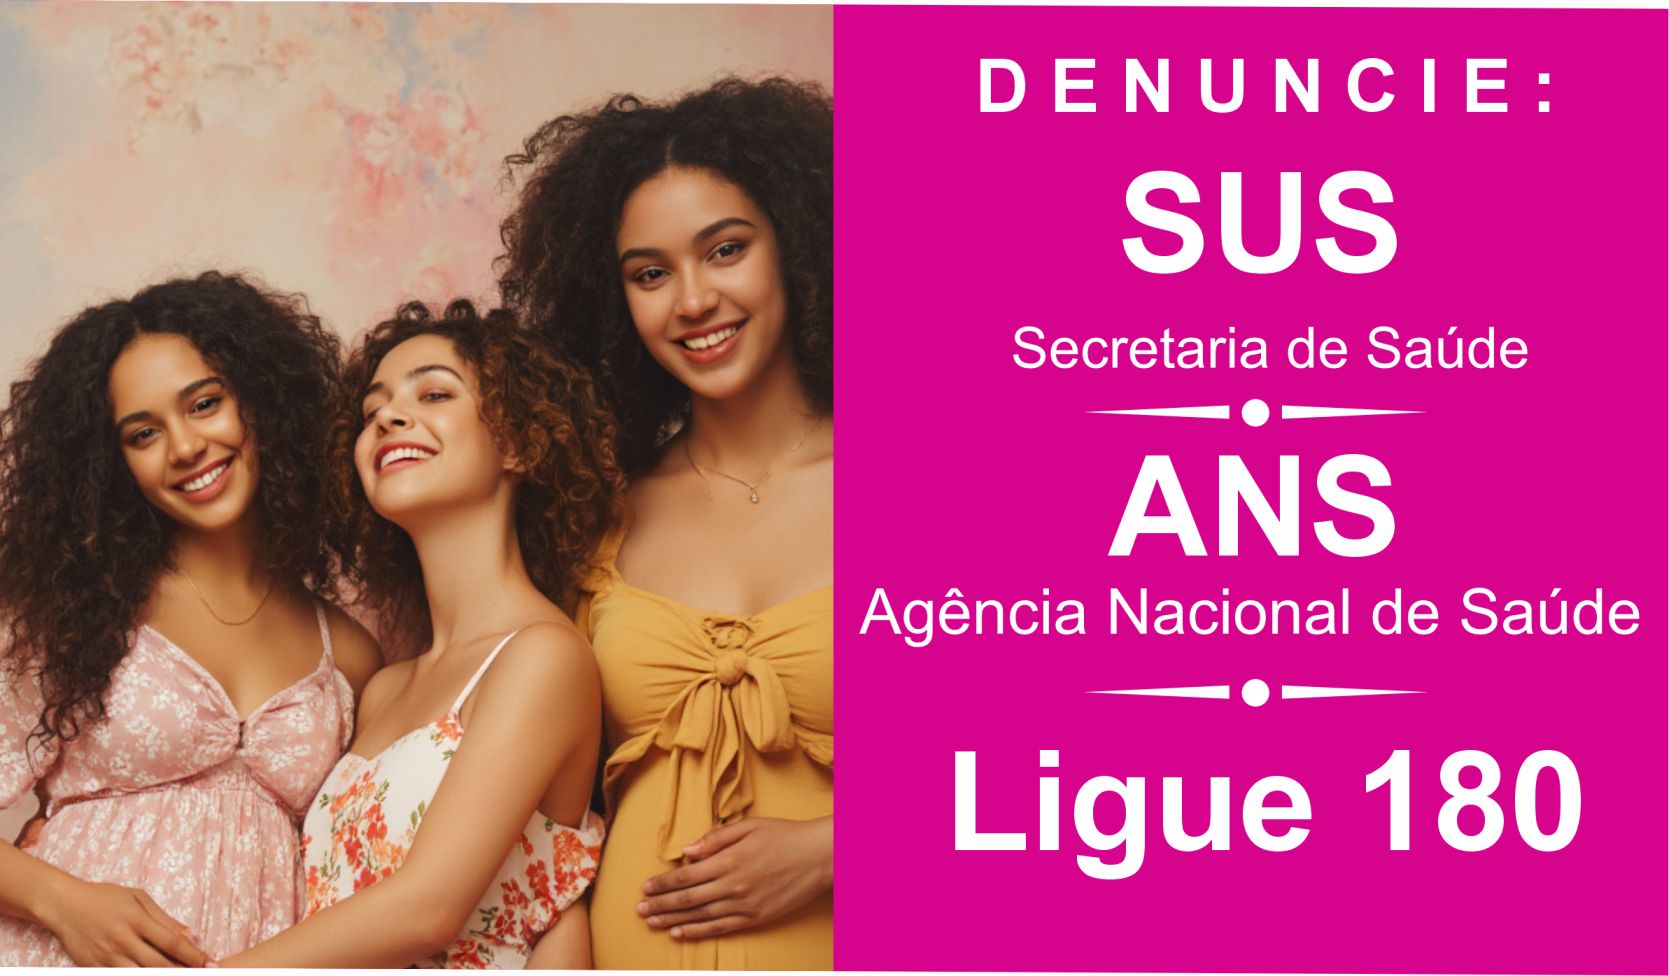 DENUNCIE:
SUS
Secretaria de Saúde
ANS
Agência Nacional de Saúde
Ligue 180